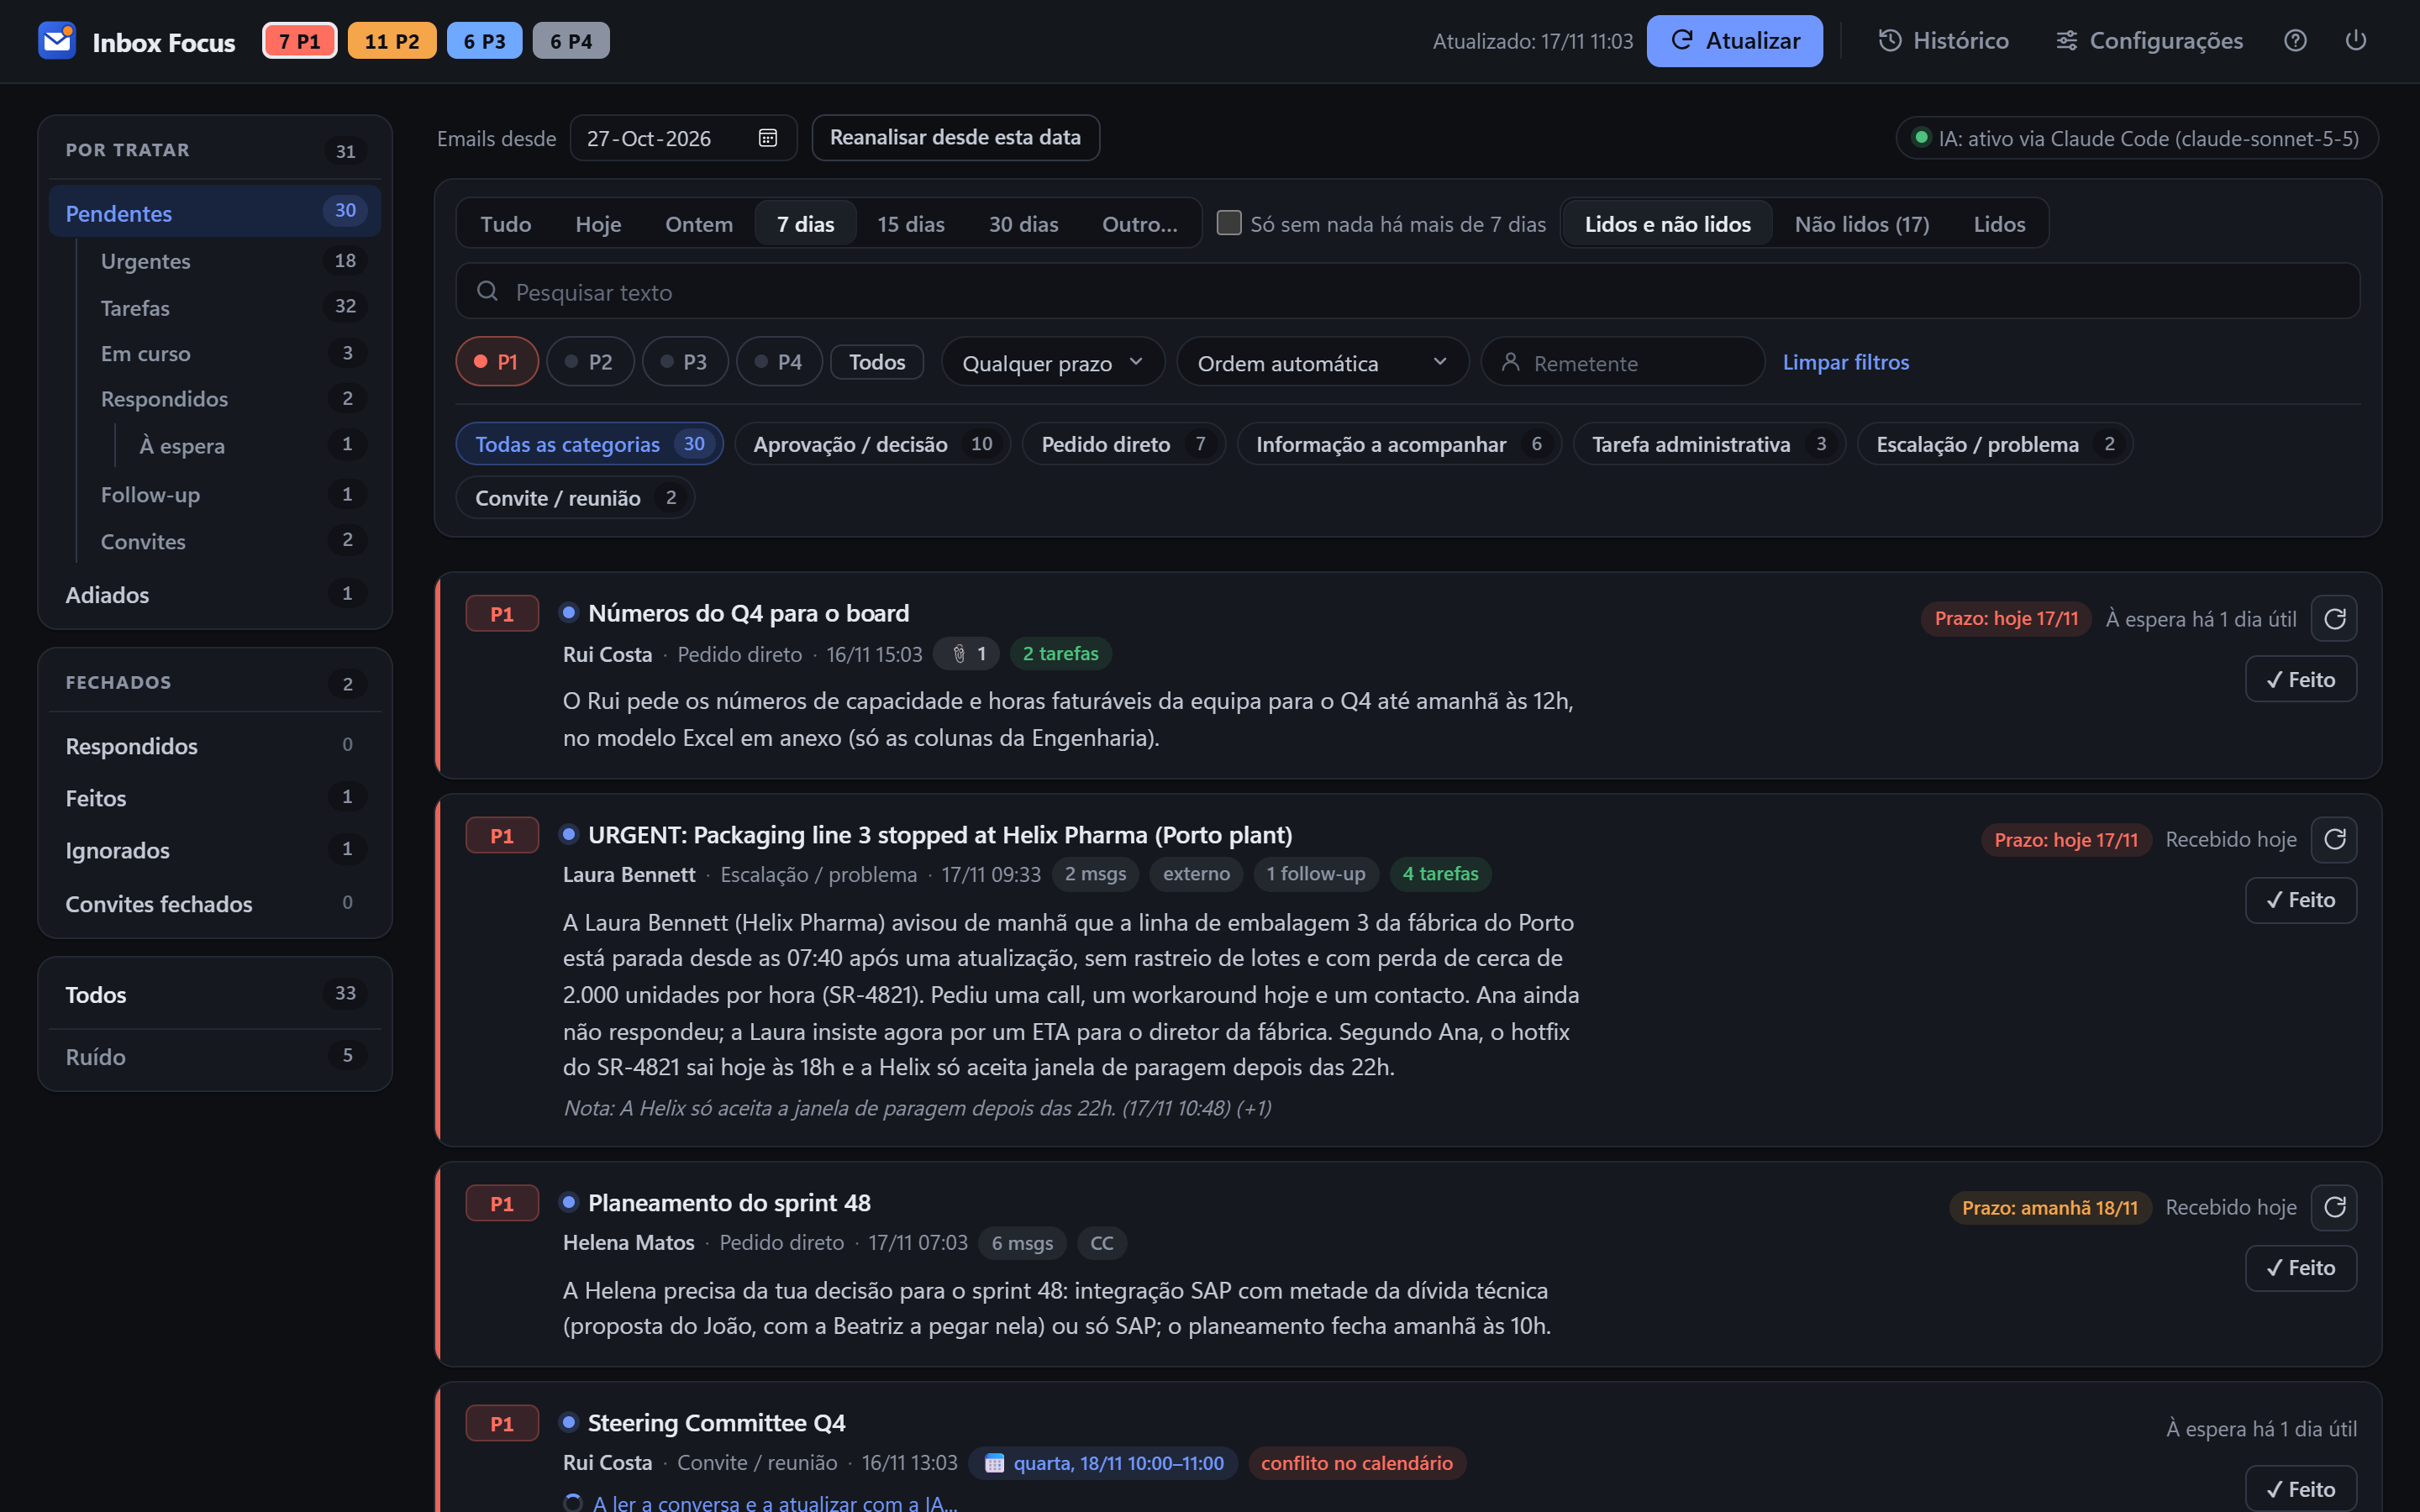 Inbox Focus
7 P1
11 P2
6 P3
6 P4
Atualizado: 17/11 11:03
Atualizar
Histórico
Configurações
POR TRATAR 31
Pendentes 30
Urgentes 18
Tarefas 32
Em curso 3
Respondidos 2
À espera 1
Follow-up 1
Convites 2
Adiados 1
FECHADOS 2
Respondidos 0
Feitos 1
Ignorados 1
Convites fechados 0
Todos 33
Ruído 5
Emails desde
27-Oct-2026
Reanalisar desde esta data
IA: ativo via Claude Code (claude-sonnet-5-5)
Tudo
Hoje
Ontem
7 dias
15 dias
30 dias
Outro...
Só sem nada há mais de 7 dias
Lidos e não lidos
Não lidos (17)
Lidos
Pesquisar texto
P1
P2
P3
P4
Todos
Qualquer prazo
Ordem automática
Remetente
Limpar filtros
Todas as categorias 30
Aprovação / decisão 10
Pedido direto 7
Informação a acompanhar 6
Tarefa administrativa 3
Escalação / problema 2
Convite / reunião 2
P1
Números do Q4 para o board
Prazo: hoje 17/11
À espera há 1 dia útil
Rui Costa · Pedido direto · 16/11 15:03
1
2 tarefas
✓ Feito
O Rui pede os números de capacidade e horas faturáveis da equipa para o Q4 até amanhã às 12h,
no modelo Excel em anexo (só as colunas da Engenharia).
P1
URGENT: Packaging line 3 stopped at Helix Pharma (Porto plant)
Prazo: hoje 17/11
Recebido hoje
Laura Bennett · Escalação / problema · 17/11 09:33
2 msgs
externo
1 follow-up
4 tarefas
✓ Feito
A Laura Bennett (Helix Pharma) avisou de manhã que a linha de embalagem 3 da fábrica do Porto
está parada desde as 07:40 após uma atualização, sem rastreio de lotes e com perda de cerca de
2.000 unidades por hora (SR-4821). Pediu uma call, um workaround hoje e um contacto. Ana ainda
não respondeu; a Laura insiste agora por um ETA para o diretor da fábrica. Segundo Ana, o hotfix
do SR-4821 sai hoje às 18h e a Helix só aceita janela de paragem depois das 22h.
Nota: A Helix só aceita a janela de paragem depois das 22h. (17/11 10:48) (+1)
P1
Planeamento do sprint 48
Prazo: amanhã 18/11
Recebido hoje
Helena Matos · Pedido direto · 17/11 07:03
6 msgs
CC
✓ Feito
A Helena precisa da tua decisão para o sprint 48: integração SAP com metade da dívida técnica
(proposta do João, com a Beatriz a pegar nela) ou só SAP; o planeamento fecha amanhã às 10h.
P1
Steering Committee Q4
À espera há 1 dia útil
Rui Costa · Convite / reunião · 16/11 13:03
quarta, 18/11 10:00–11:00
conflito no calendário
✓ Feito
A ler a conversa e a atualizar com a IA...